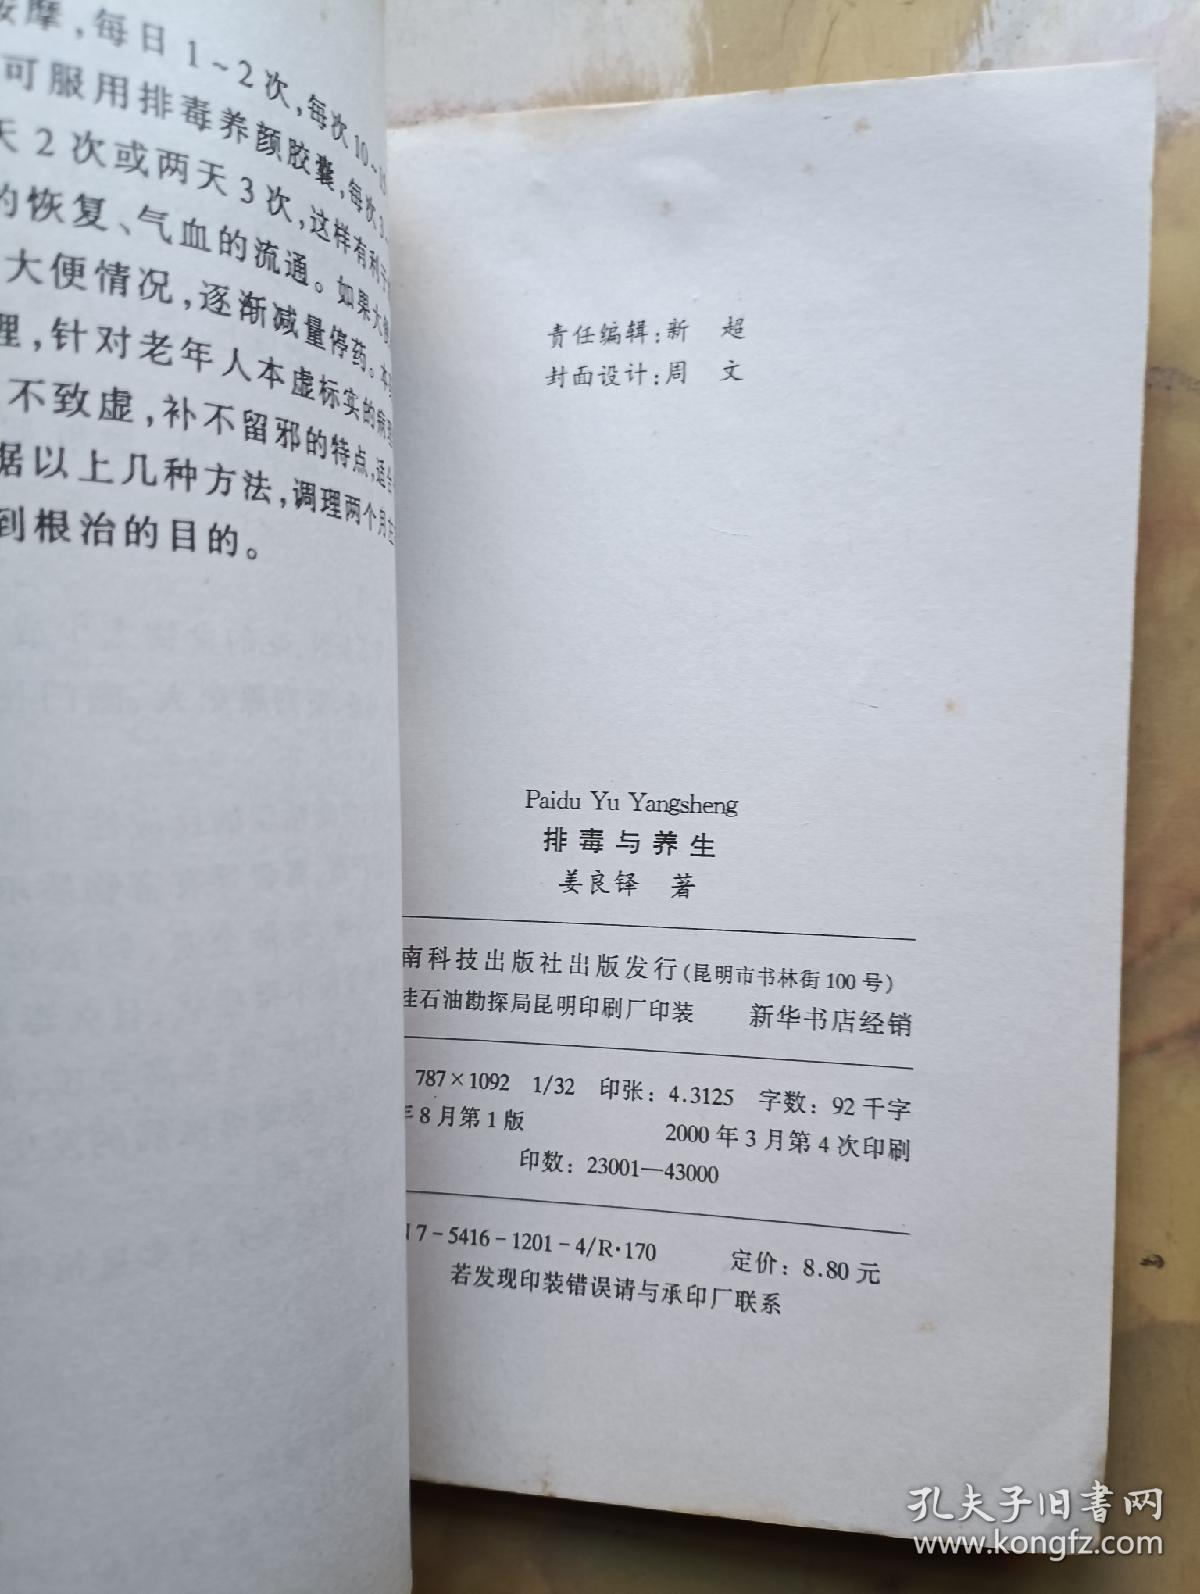 按摩，每日1～2次，每次10～15
可服用排毒养颜胶囊，每次3～
天2次或两天3次，这样有利于
的恢复、气血的流通。如果大便
大便情况，逐渐减量停药。本
理，针对老年人本虚标实的病理
不致虚，补不留邪的特点，适合
据以上几种方法，调理两个月左
到根治的目的。
责任编辑：新 超
封面设计：周 文
Paidu Yu Yangsheng
排毒与养生
姜良铎 著
南科技出版社出版发行（昆明市书林街100号）
石油勘探局昆明印刷厂印装 新华书店经销
787×1092 1/32 印张：4.3125 字数：92千字
年8月第1版 2000年3月第4次印刷
印数：23001—43000
N7-5416-1201-4/R·170 定价：8.80元
若发现印装错误请与承印厂联系
孔夫子旧书网
www.kongfz.com